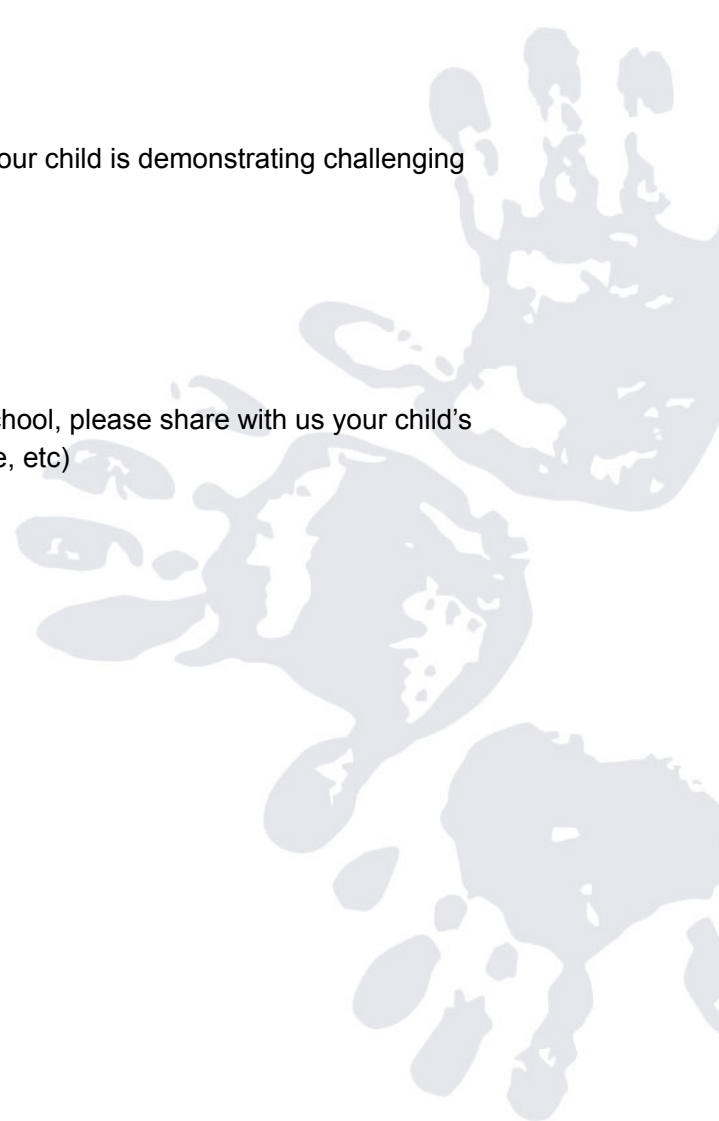 our child is demonstrating challenging
chool, please share with us your child’s
e, etc)